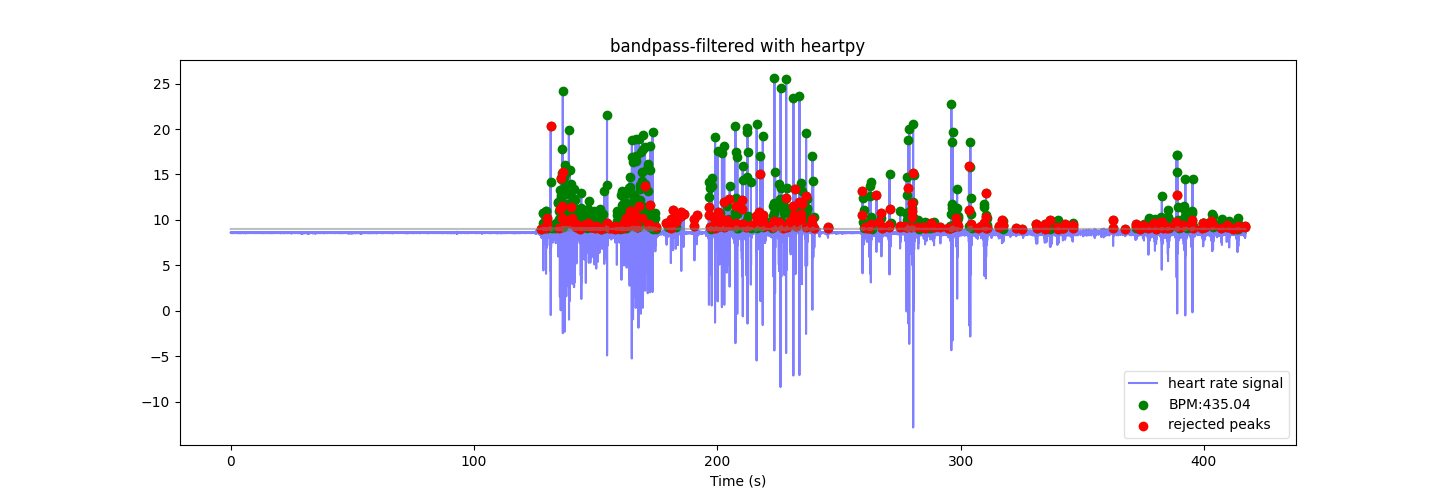 bandpass-filtered with heartpy
25
20
15
10
5
0
−5
−10
heart rate signal
BPM:435.04
rejected peaks
0 100 200 300 400
Time (s)